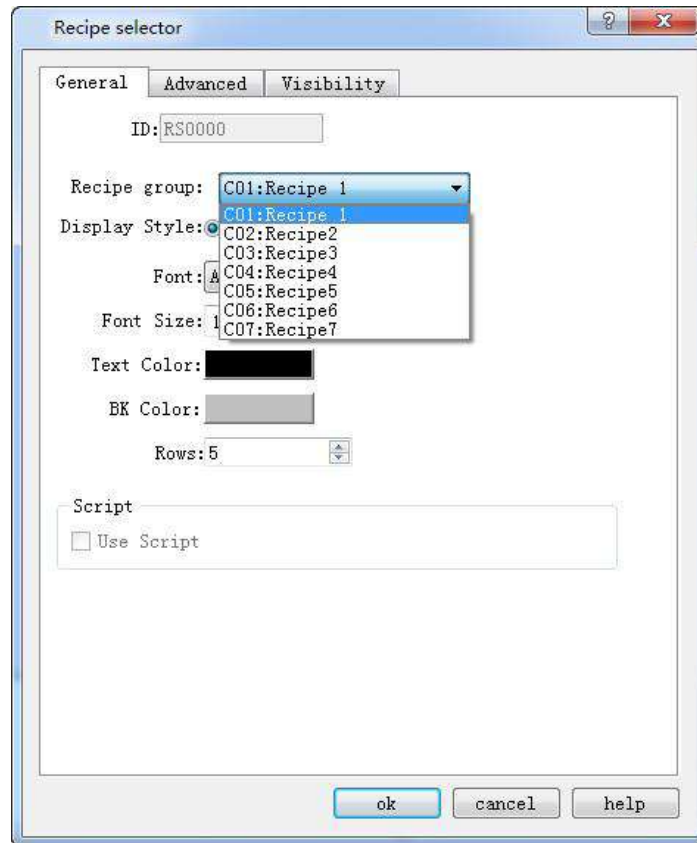 Recipe selector
General Advanced Visibility
ID: RS0000
Recipe group: C01:Recipe 1
C01:Recipe 1
Display Style:
C02:Recipe2
C03:Recipe3
Font: A
C04:Recipe4
C05:Recipe5
Font Size: 1
C06:Recipe6
C07:Recipe7
Text Color:
BK Color:
Rows: 5
Script
Use Script
ok cancel help